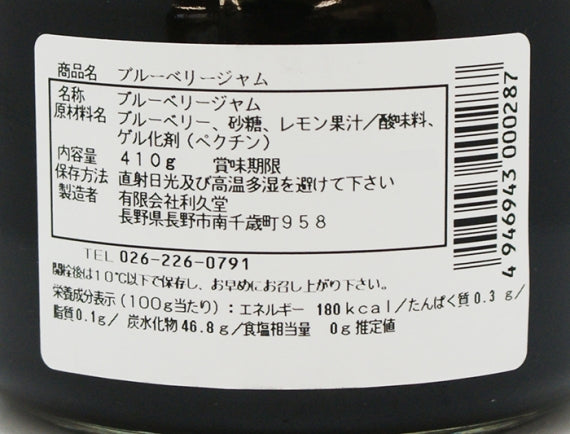 商品名 ブルーベリージャム
名称 ブルーベリージャム
原材料名 ブルーベリー、砂糖、レモン果汁／酸味料、
ゲル化剤（ペクチン）
内容量 410g 賞味期限
保存方法 直射日光及び高温多湿を避けて下さい
製造者 有限会社利久堂
長野県長野市南千歳町９５８
TEL 026-226-0791
開栓後は10℃以下で保存し、お早めにお召し上がり下さい。
栄養成分表示（100g当たり）：エネルギー 180kcal／たんぱく質0.3 g／
脂質0.1g／ 炭水化物46.8g／食塩相当量 0g推定値
4 946943 000287